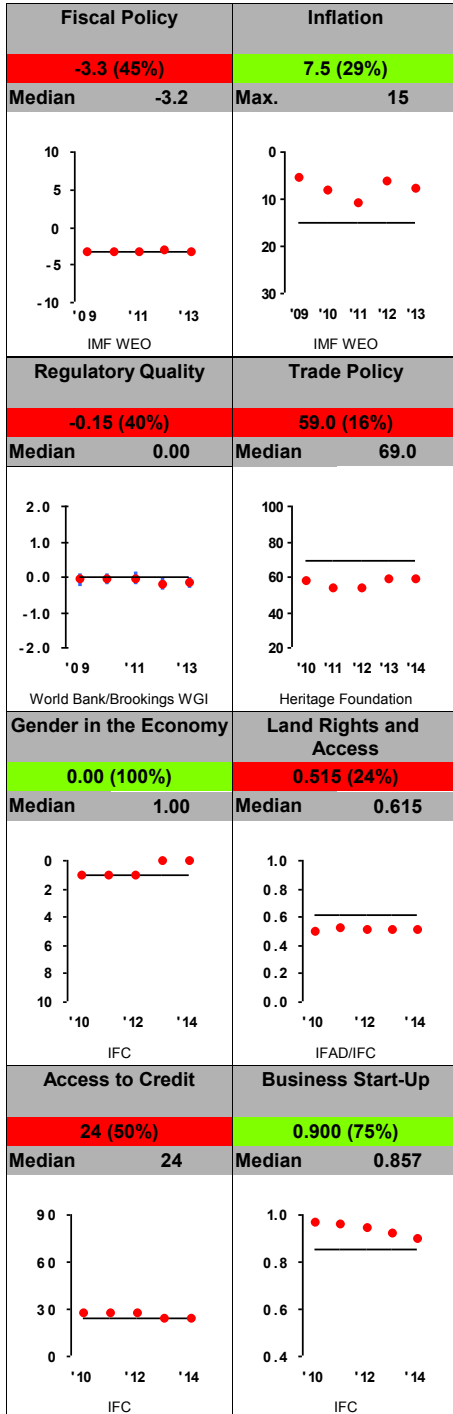 Fiscal Policy
-3.3 (45%)
Median -3.2
10
5
0
-5
-10
'09 '11 '13
IMF WEO
Inflation
7.5 (29%)
Max. 15
0
10
20
30
'09 '10 '11 '12 '13
IMF WEO
Regulatory Quality
-0.15 (40%)
Median 0.00
2.0
1.0
0.0
-1.0
-2.0
'09 '11 '13
World Bank/Brookings WGI
Trade Policy
59.0 (16%)
Median 69.0
100
80
60
40
20
'10 '11 '12 '13 '14
Heritage Foundation
Gender in the Economy
0.00 (100%)
Median 1.00
0
2
4
6
8
10
'10 '12 '14
IFC
Land Rights and
Access
0.515 (24%)
Median 0.615
1.0
0.8
0.6
0.4
0.2
0.0
'10 '12 '14
IFAD/IFC
Access to Credit
24 (50%)
Median 24
90
60
30
0
'10 '12 '14
IFC
Business Start-Up
0.900 (75%)
Median 0.857
1.0
0.8
0.6
0.4
'10 '12 '14
IFC